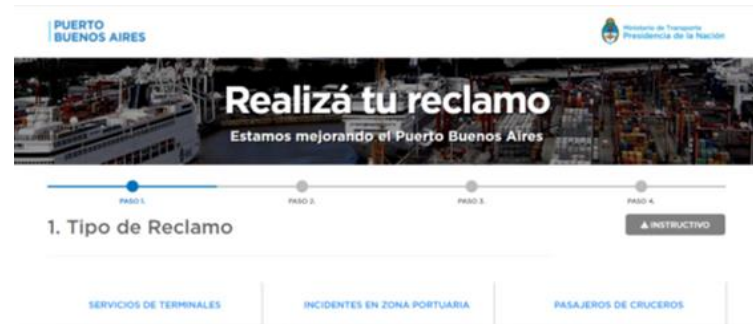 PUERTO
BUENOS AIRES
Ministerio de Transporte
Presidencia de la Nación
Realizá tu reclamo
Estamos mejorando el Puerto Buenos Aires
PASO 1.
PASO 2.
PASO 3.
PASO 4.
1. Tipo de Reclamo
INSTRUCTIVO
SERVICIOS DE TERMINALES
INCIDENTES EN ZONA PORTUARIA
PASAJEROS DE CRUCEROS